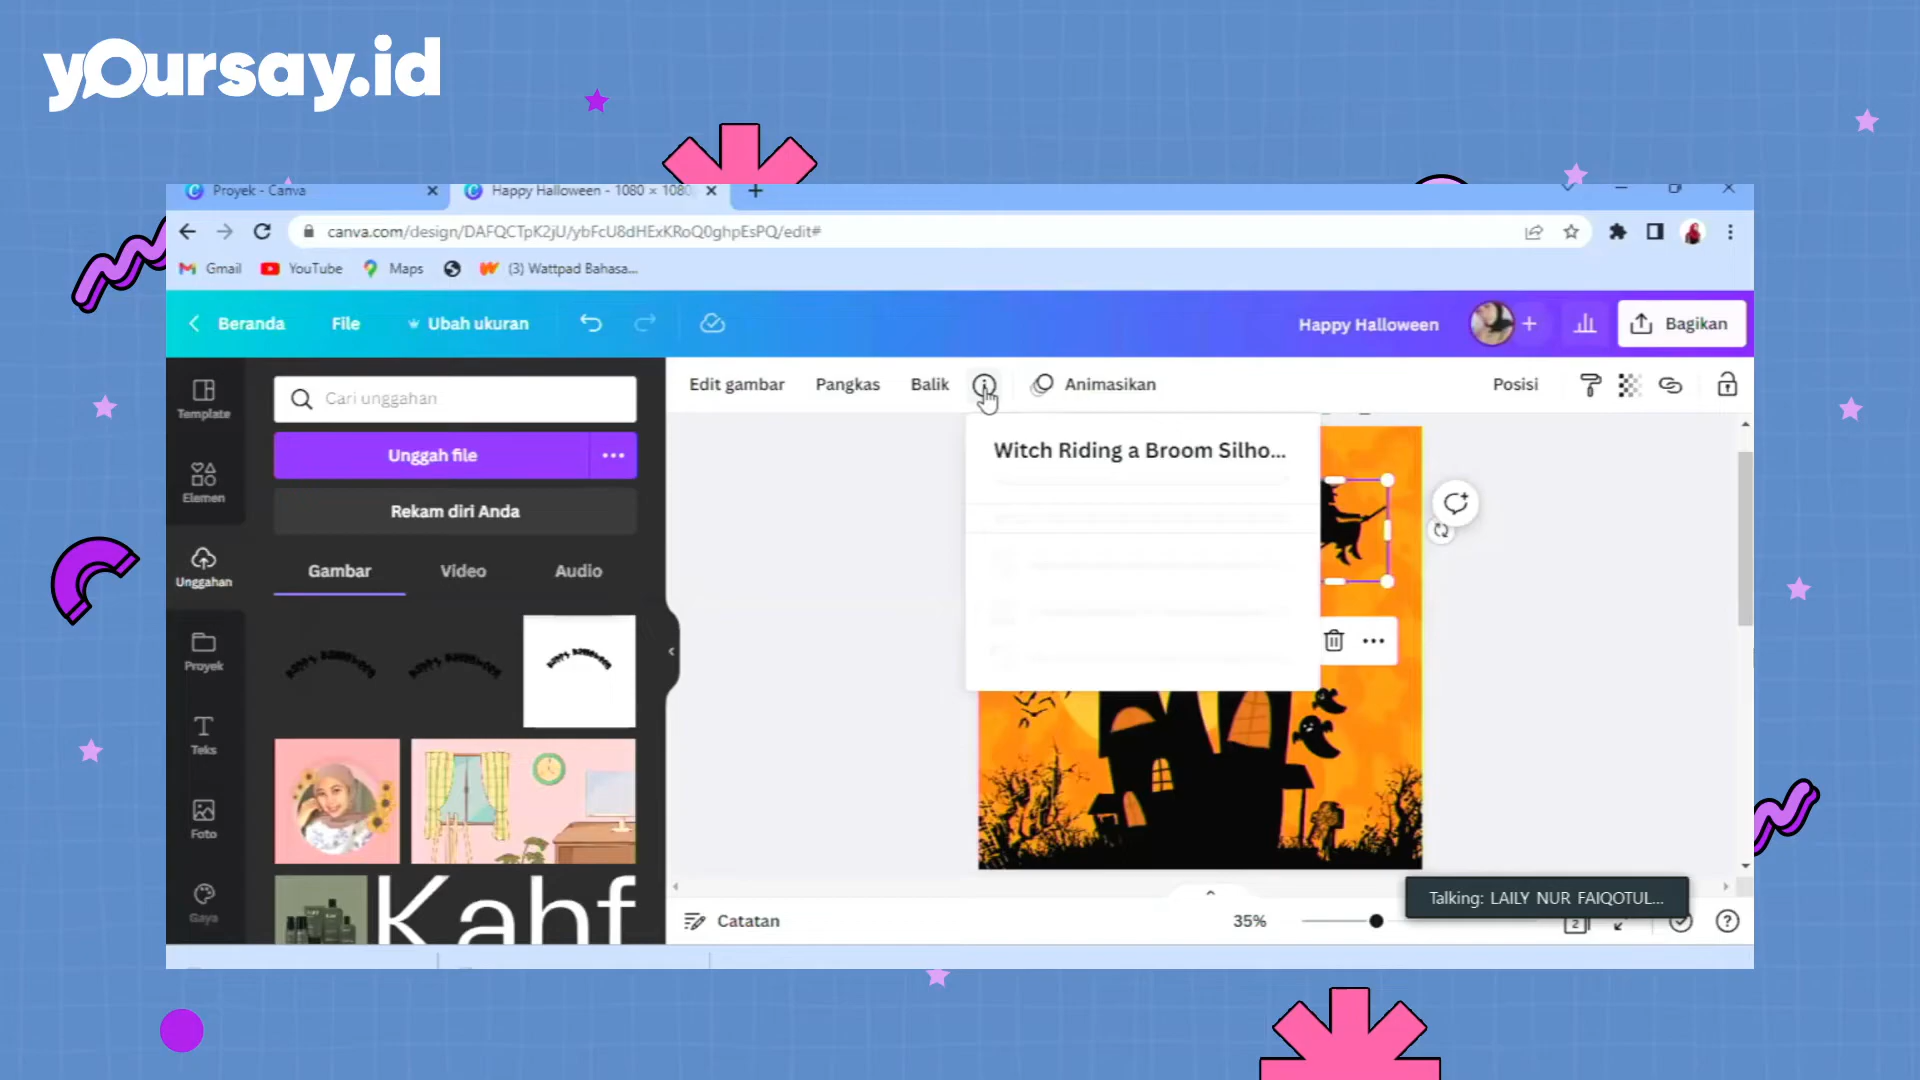 yoursay.id
Proyek - Canva
Happy Halloween - 1080 × 1080
canva.com/design/DAFQCTpK2jU/ybFcU8dHExKRoQ0ghpEsPQ/edit#
Gmail
YouTube
Maps
(3) Wattpad Bahasa...
Beranda
File
Ubah ukuran
Happy Halloween
Bagikan
Template
Elemen
Unggahan
Proyek
Teks
Foto
Gaya
Cari unggahan
Unggah file
Rekam diri Anda
Gambar
Video
Audio
Kahf
Edit gambar
Pangkas
Balik
Animasikan
Posisi
Witch Riding a Broom Silho...
Catatan
35%
2
Talking: LAILY NUR FAIQOTUL...